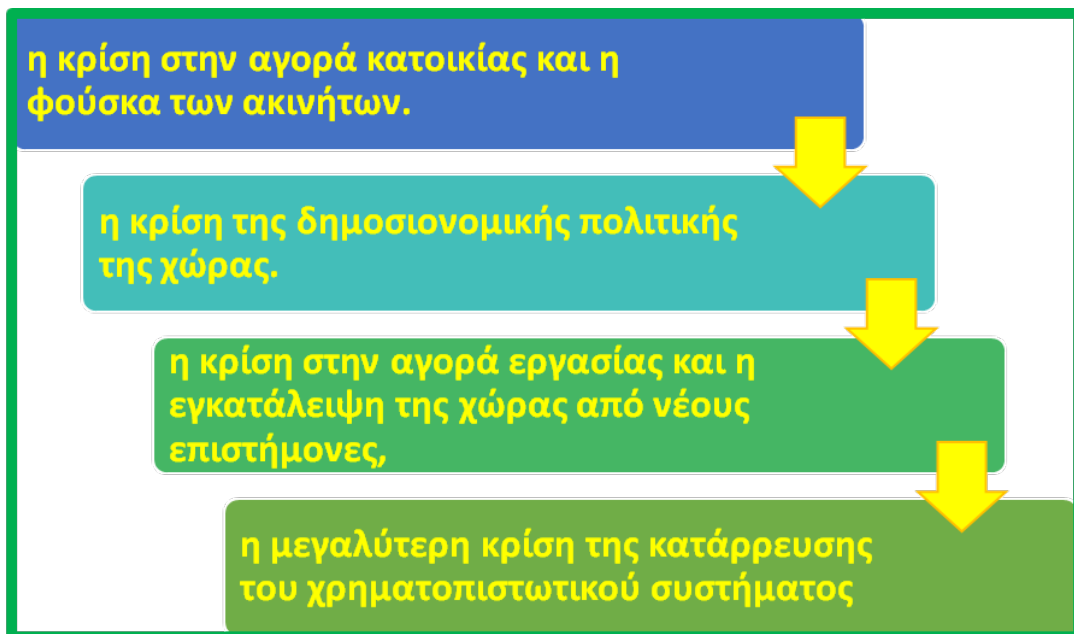 η κρίση στην αγορά κατοικίας και η
φούσκα των ακινήτων.
η κρίση της δημοσιονομικής πολιτικής
της χώρας.
η κρίση στην αγορά εργασίας και η
εγκατάλειψη της χώρας από νέους
επιστήμονες,
η μεγαλύτερη κρίση της κατάρρευσης
του χρηματοπιστωτικού συστήματος